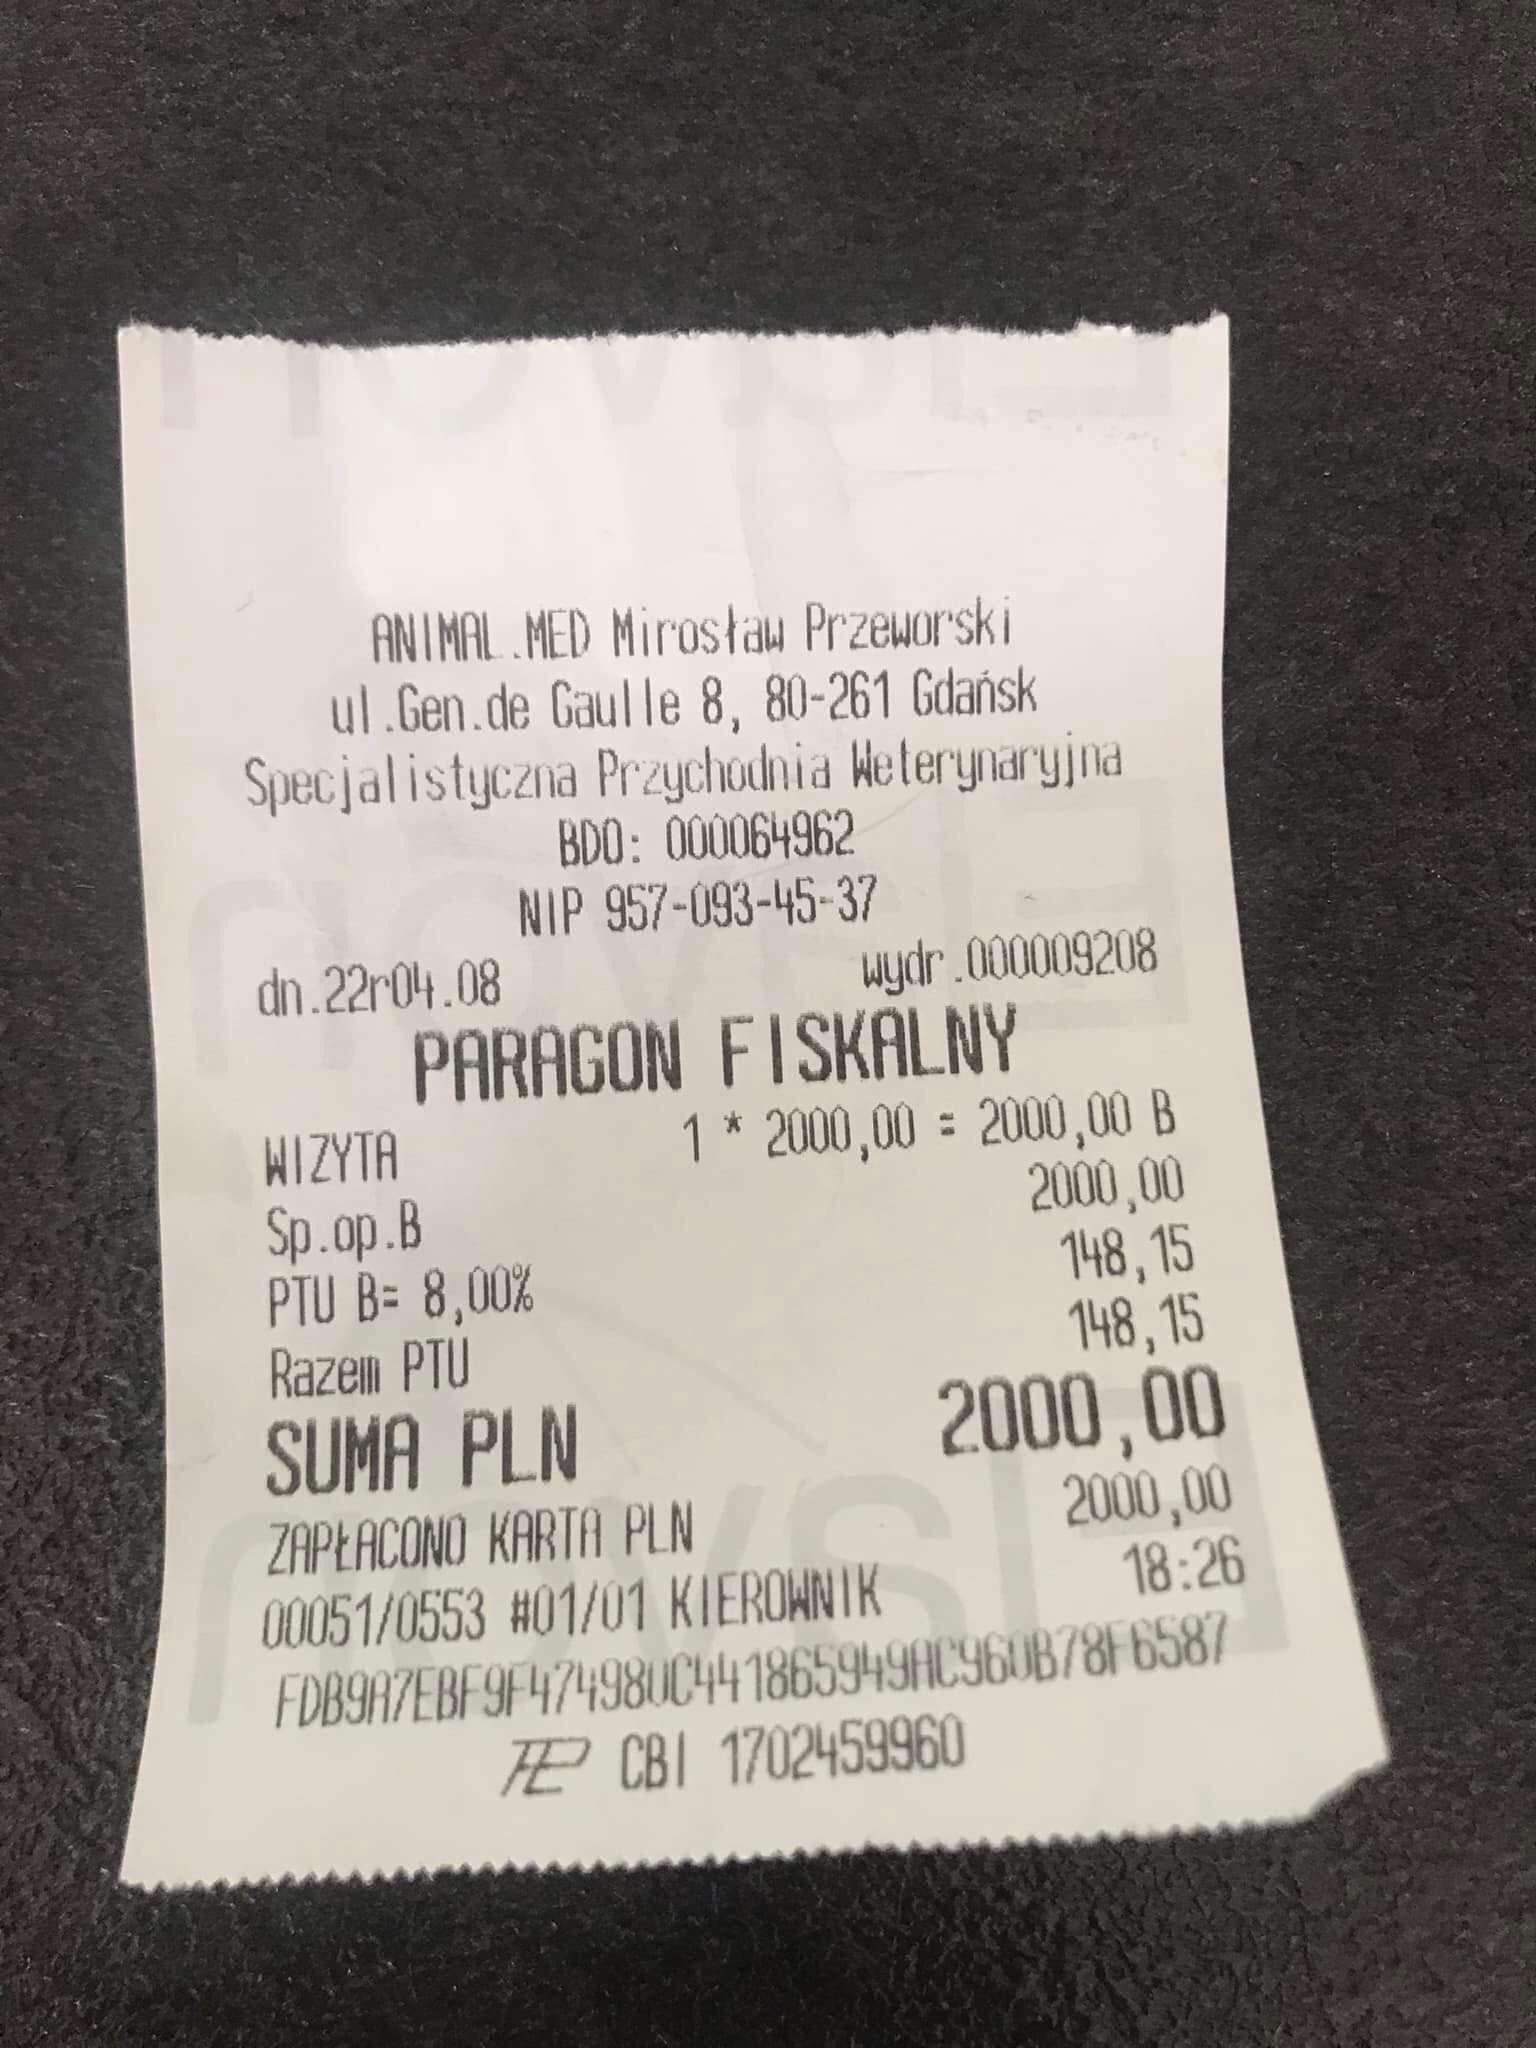 ANIMAL.MED Mirosław Przeworski
ul.Gen.de Gaulle 8, 80-261 Gdańsk
Specjalistyczna Przychodnia Weterynaryjna
BDO: 000064962
NIP 957-093-45-37
dn.22r04.08 wydr.000009208
PARAGON FISKALNY
WIZYTA 1 * 2000,00 = 2000,00 B
Sp.op.B 2000,00
PTU B= 8,00% 148,15
Razem PTU 148,15
SUMA PLN 2000,00
ZAPŁACONO KARTA PLN 2000,00
00051/0553 #01/01 KIEROWNIK 18:26
FDB9A7EBF9F474980C441865949AC960B78F6587
CBI 1702459960